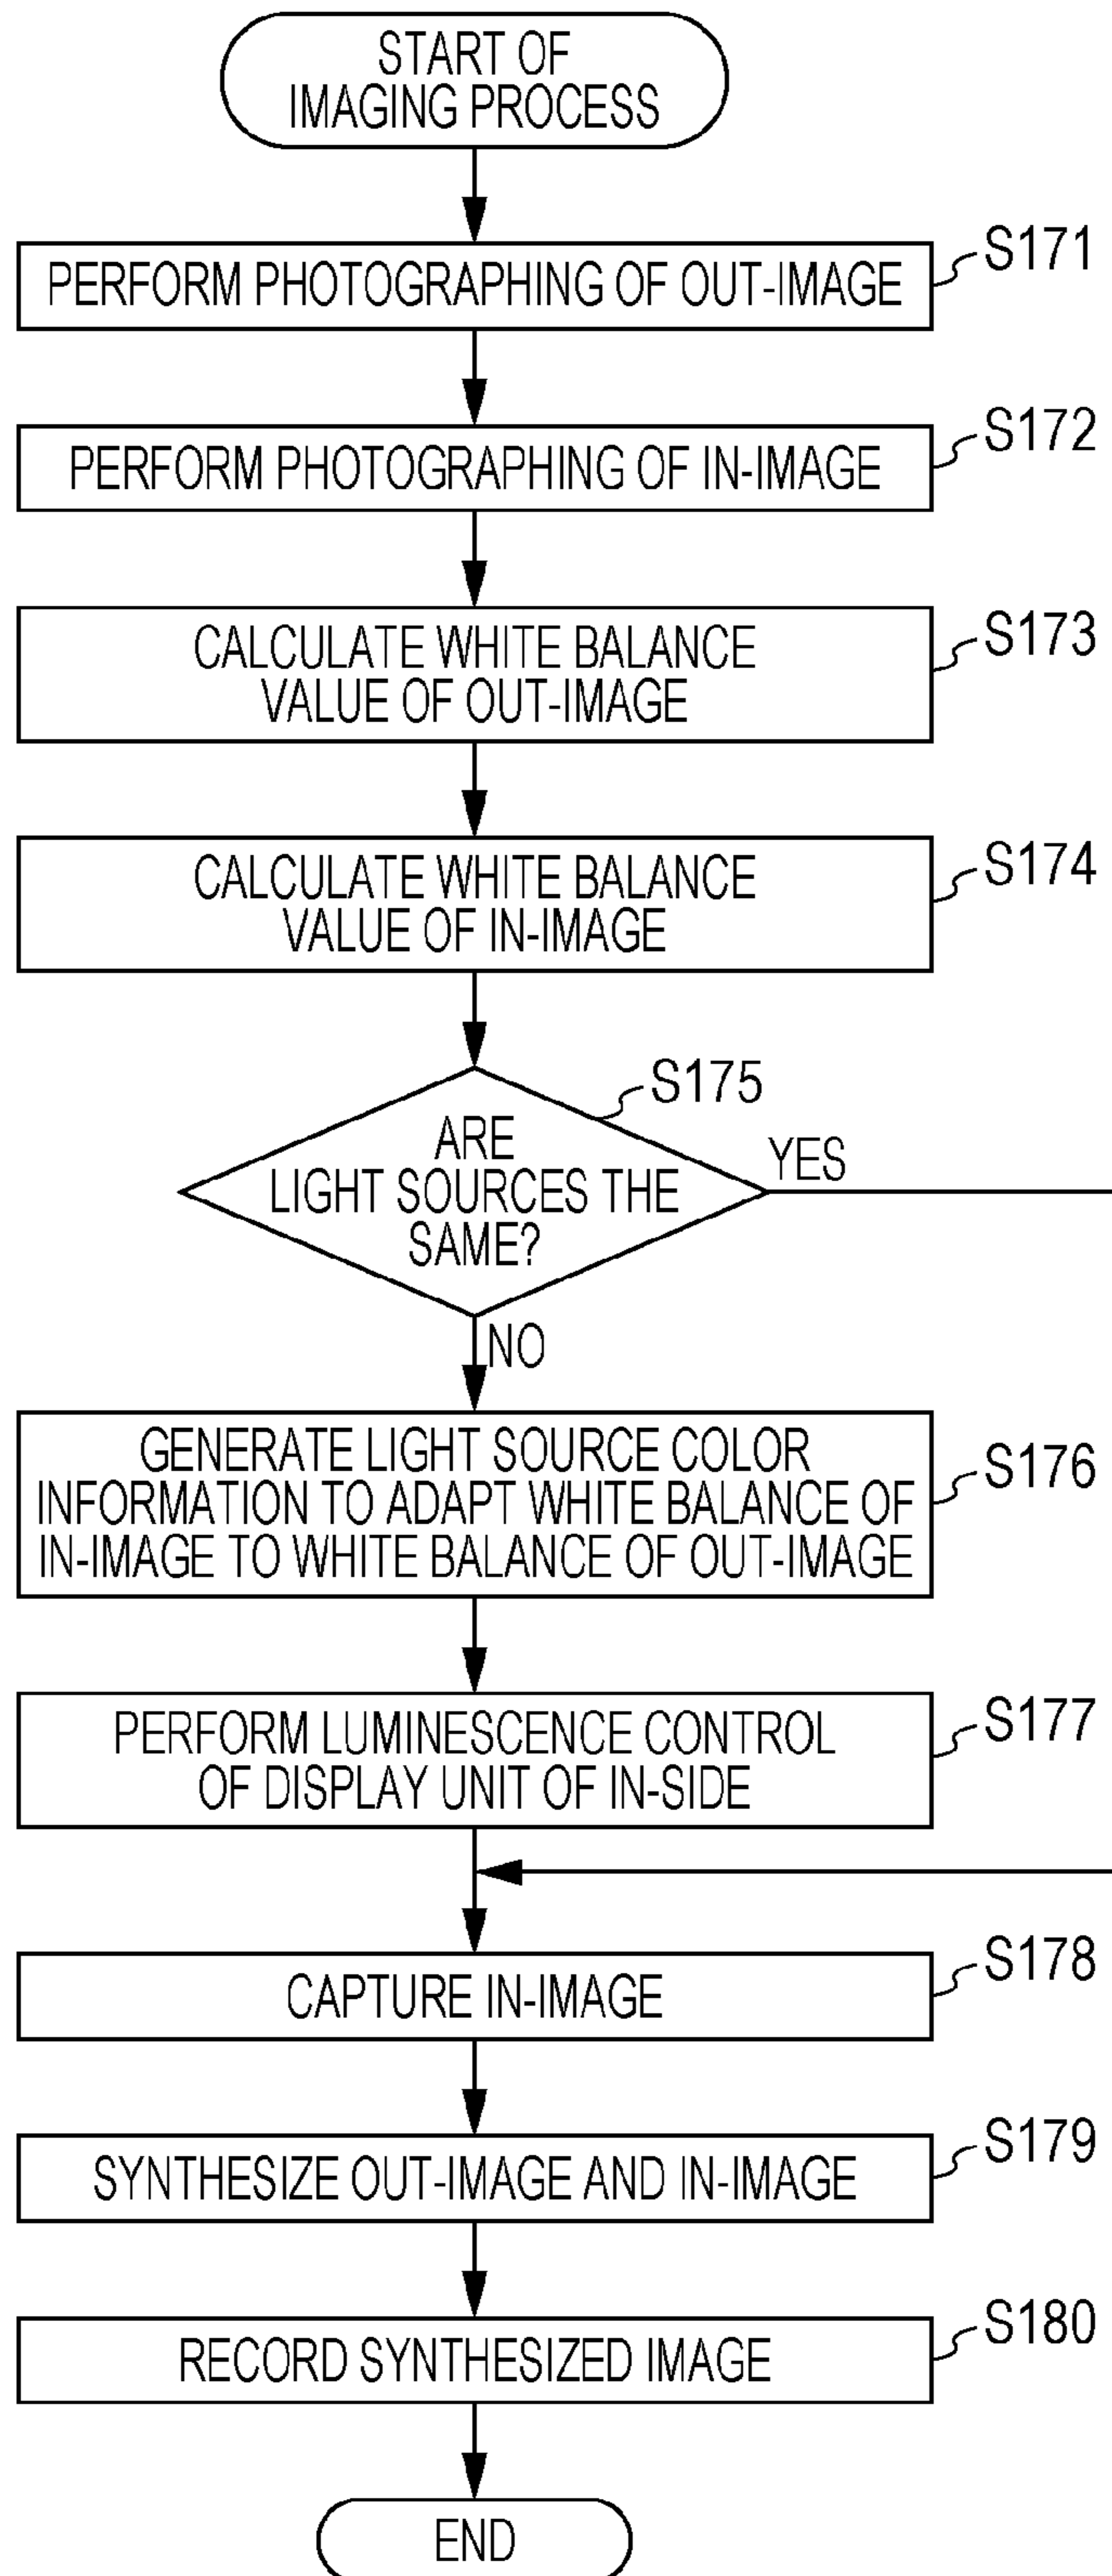 START OF
IMAGING PROCESS
PERFORM PHOTOGRAPHING OF OUT-IMAGE
S171
PERFORM PHOTOGRAPHING OF IN-IMAGE
S172
CALCULATE WHITE BALANCE
VALUE OF OUT-IMAGE
S173
CALCULATE WHITE BALANCE
VALUE OF IN-IMAGE
S174
S175
ARE
LIGHT SOURCES THE
SAME?
YES
NO
GENERATE LIGHT SOURCE COLOR
INFORMATION TO ADAPT WHITE BALANCE OF
IN-IMAGE TO WHITE BALANCE OF OUT-IMAGE
S176
PERFORM LUMINESCENCE CONTROL
OF DISPLAY UNIT OF IN-SIDE
S177
CAPTURE IN-IMAGE
S178
SYNTHESIZE OUT-IMAGE AND IN-IMAGE
S179
RECORD SYNTHESIZED IMAGE
S180
END